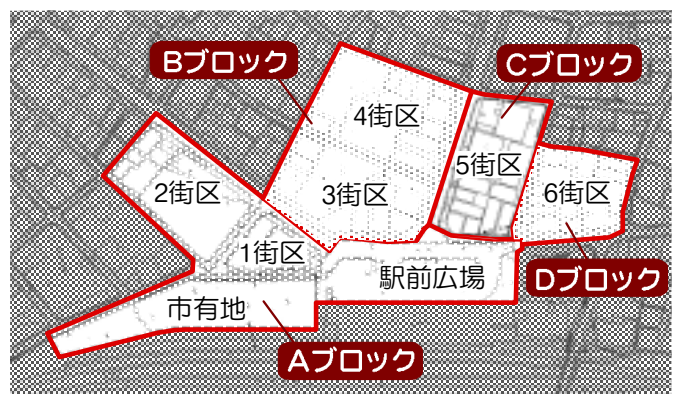 Bブロック
Cブロック
4街区
5街区
2街区
3街区
6街区
1街区
駅前広場
Dブロック
市有地
Aブロック